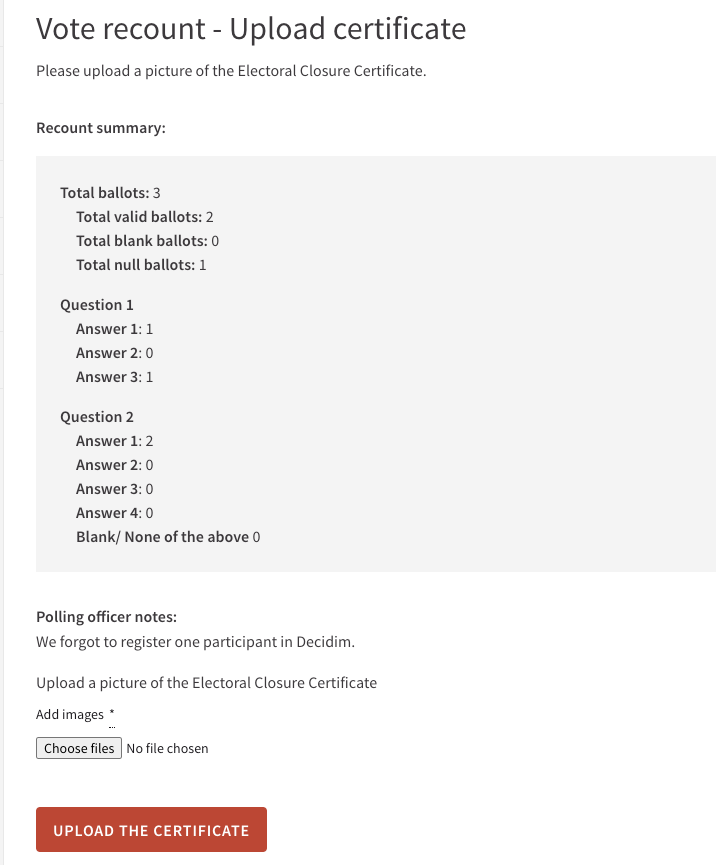 Vote recount - Upload certificate
Please upload a picture of the Electoral Closure Certificate.
Recount summary:
Total ballots: 3
Total valid ballots: 2
Total blank ballots: 0
Total null ballots: 1
Question 1
Answer 1: 1
Answer 2: 0
Answer 3: 1
Question 2
Answer 1: 2
Answer 2: 0
Answer 3: 0
Answer 4: 0
Blank/ None of the above 0
Polling officer notes:
We forgot to register one participant in Decidim.
Upload a picture of the Electoral Closure Certificate
Add images *
Choose files No file chosen
UPLOAD THE CERTIFICATE